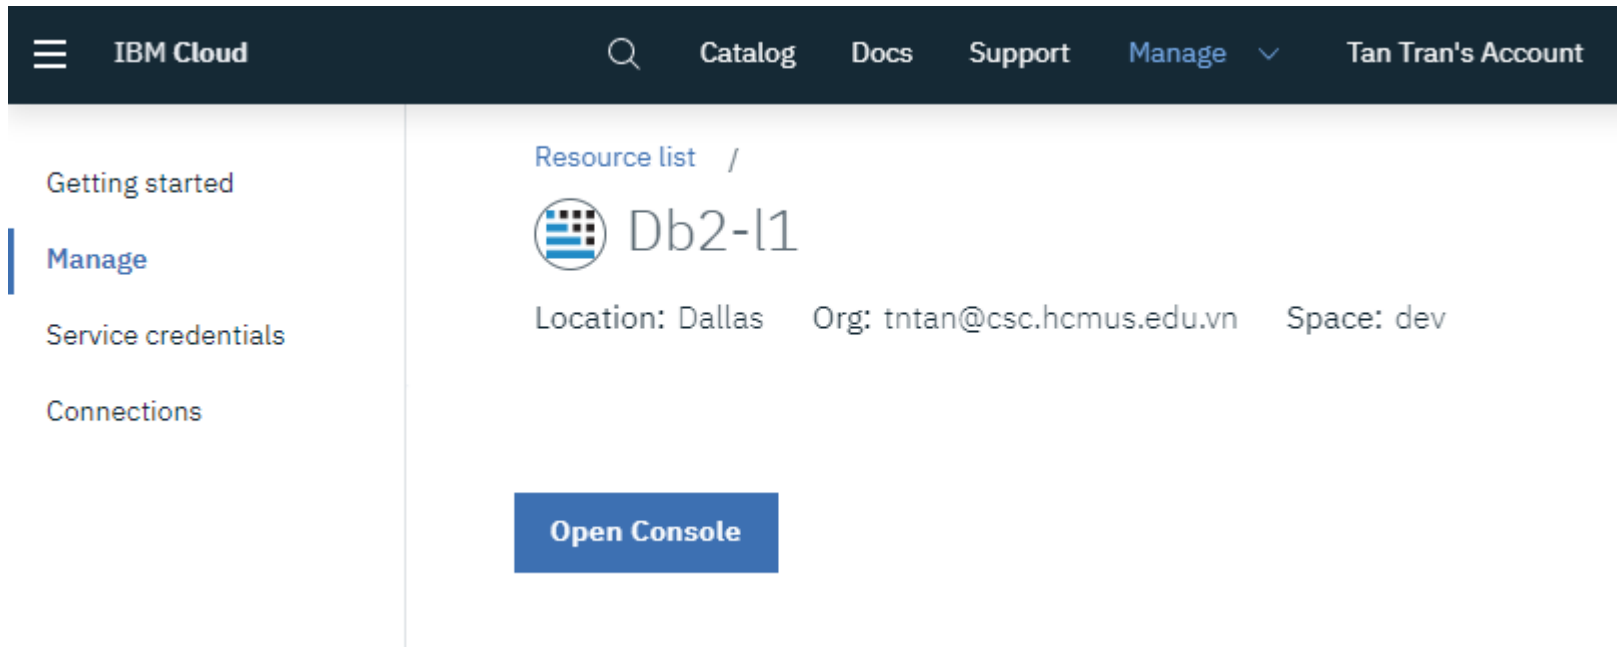 IBM Cloud Catalog Docs Support Manage Tan Tran's Account
Getting started
Manage
Service credentials
Connections
Resource list /
Db2-l1
Location: Dallas Org: tntan@csc.hcmus.edu.vn Space: dev
Open Console